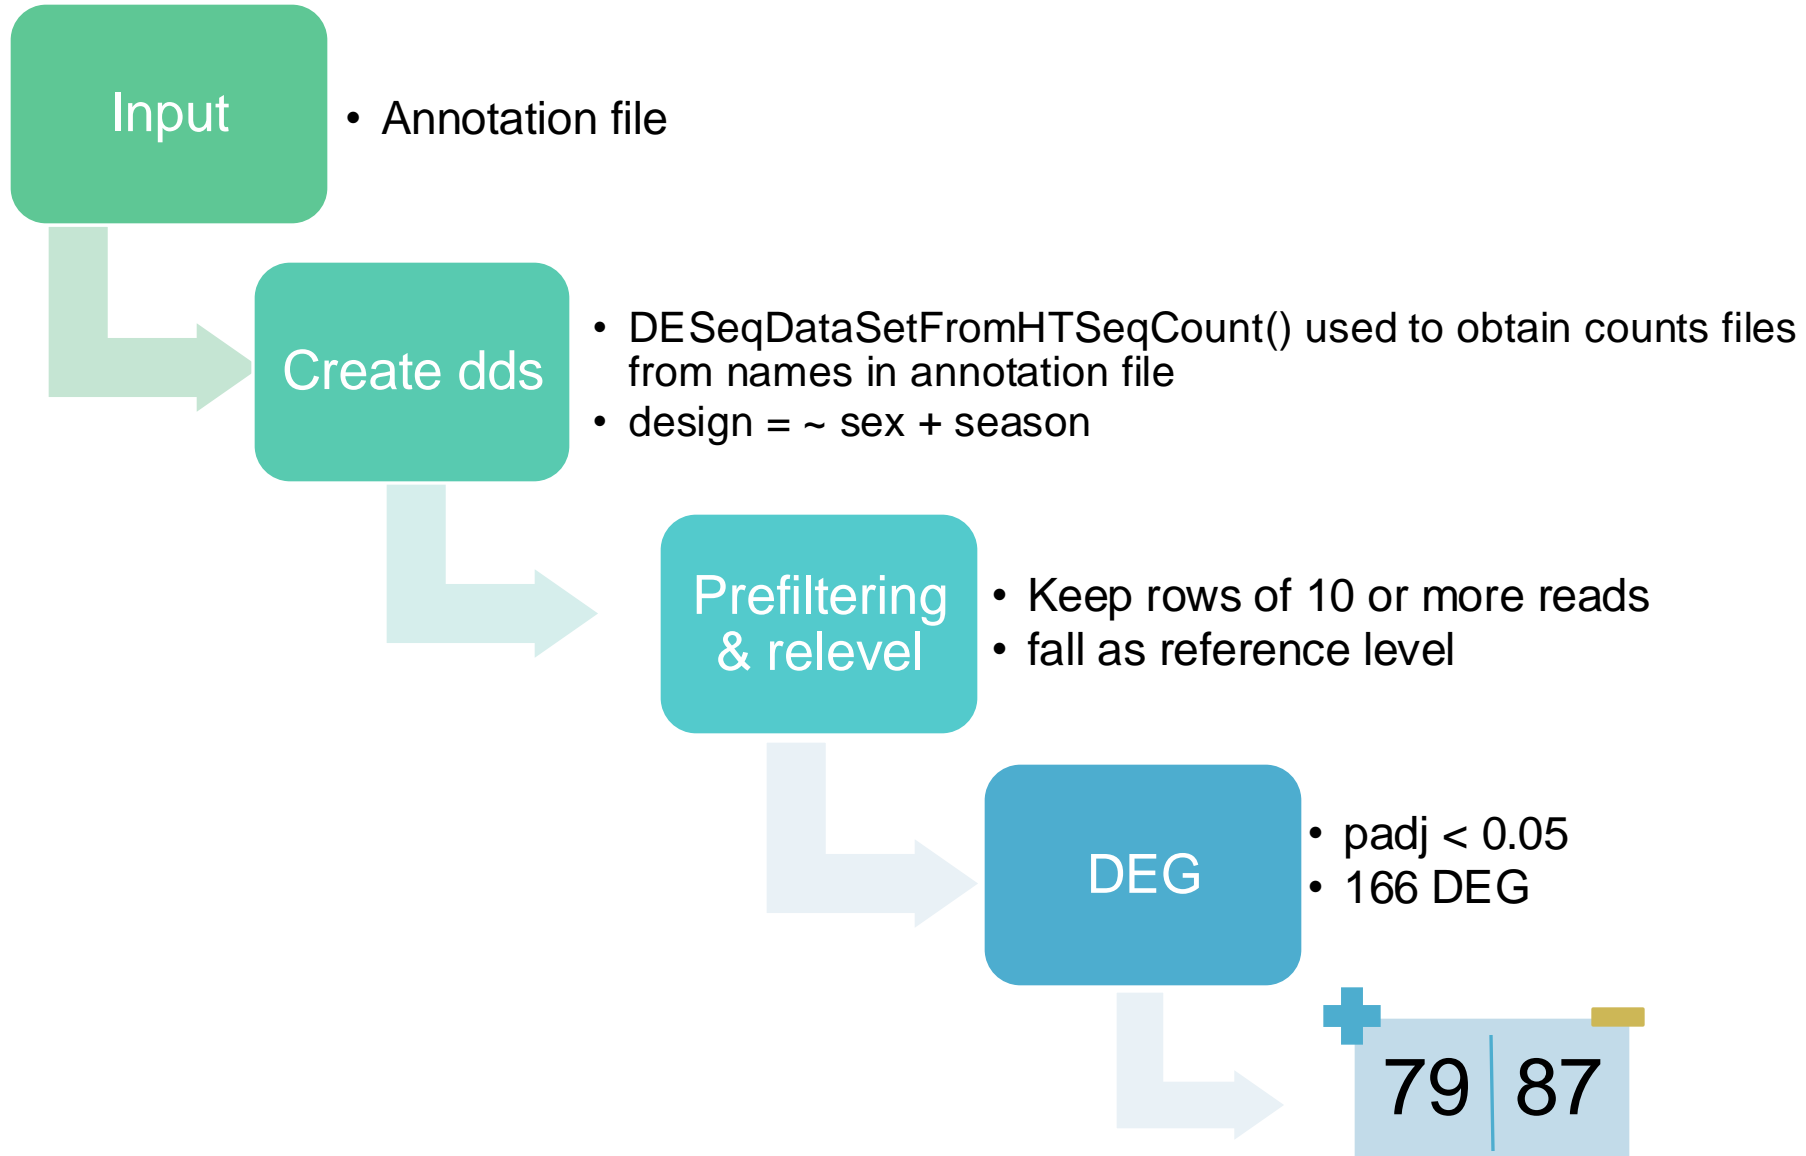 Input
• Annotation file
Create dds
• DESeqDataSetFromHTSeqCount() used to obtain counts files
from names in annotation file
• design = ~ sex + season
Prefiltering
& relevel
• Keep rows of 10 or more reads
• fall as reference level
DEG
• padj < 0.05
• 166 DEG
79 87